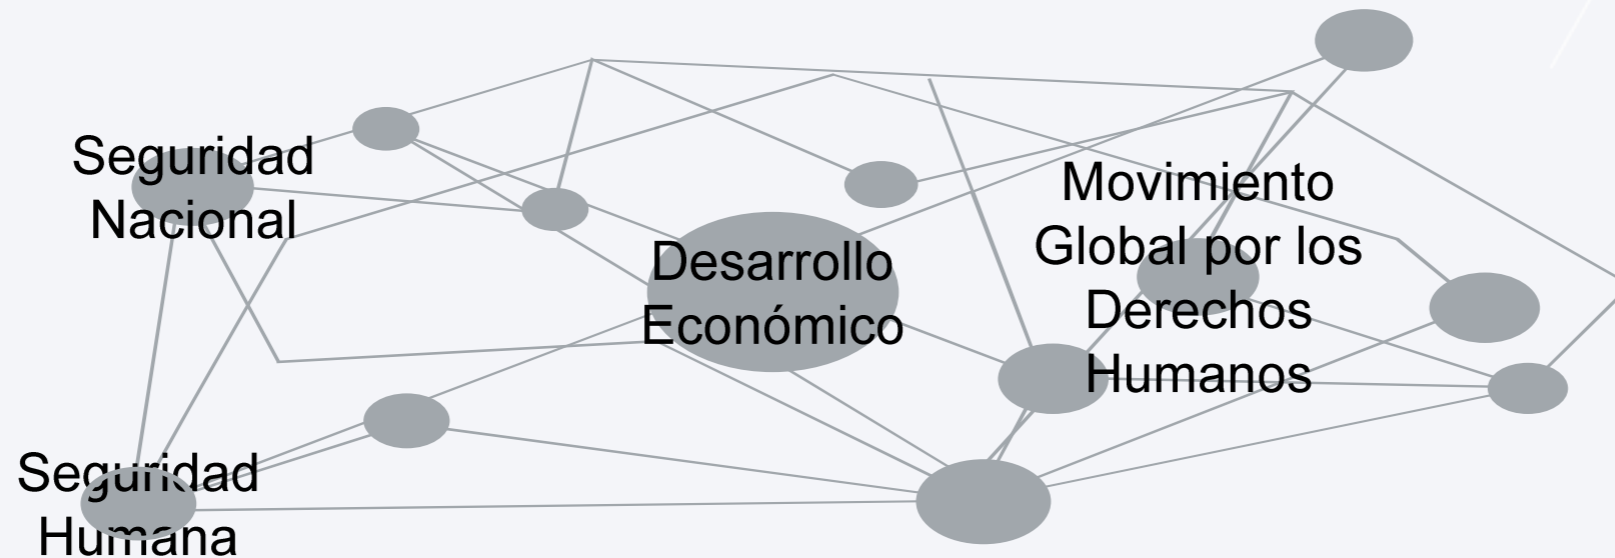 Seguridad
Nacional
Desarrollo
Económico
Movimiento
Global por los
Derechos
Humanos
Seguridad
Humana